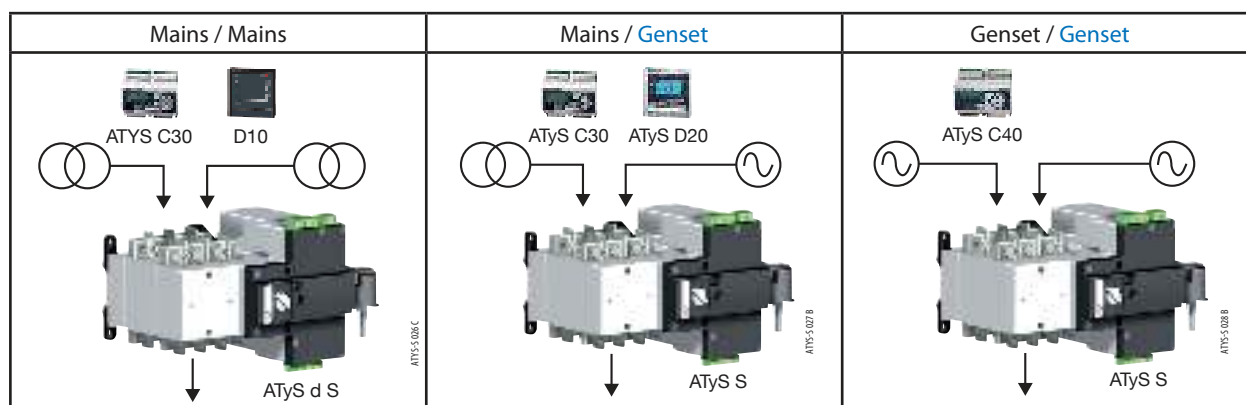 Mains / Mains
Mains / Genset
Genset / Genset
ATYS C30
D10
ATyS C30
ATyS D20
ATyS C40
ATYS-S 026 C
ATYS-S 027 B
ATYS-S 028 B
ATyS d S
ATyS S
ATyS S